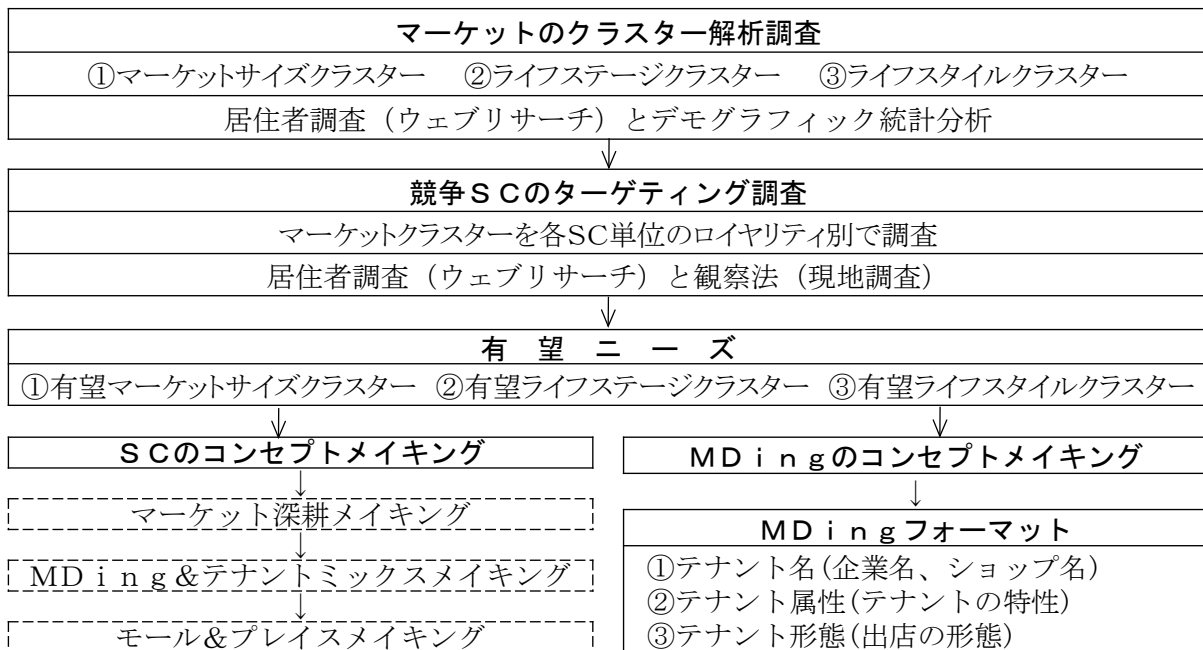 マーケットのクラスター解析調査
①マーケットサイズクラスター ②ライフステージクラスター ③ライフスタイルクラスター
居住者調査（ウェブリサーチ）とデモグラフィック統計分析
↓
競争ＳＣのターゲティング調査
マーケットクラスターを各SC単位のロイヤリティ別で調査
居住者調査（ウェブリサーチ）と観察法（現地調査）
↓
有　望　ニ　ー　ズ
①有望マーケットサイズクラスター ②有望ライフステージクラスター ③有望ライフスタイルクラスター
↓ ↓
ＳＣのコンセプトメイキング
↓
マーケット深耕メイキング
↓
MDｉｎｇ&テナントミックスメイキング
↓
モール&プレイスメイキング
ＭＤｉｎｇのコンセプトメイキング
↓
ＭＤｉｎｇフォーマット
①テナント名(企業名、ショップ名)
②テナント属性(テナントの特性)
③テナント形態(出店の形態)